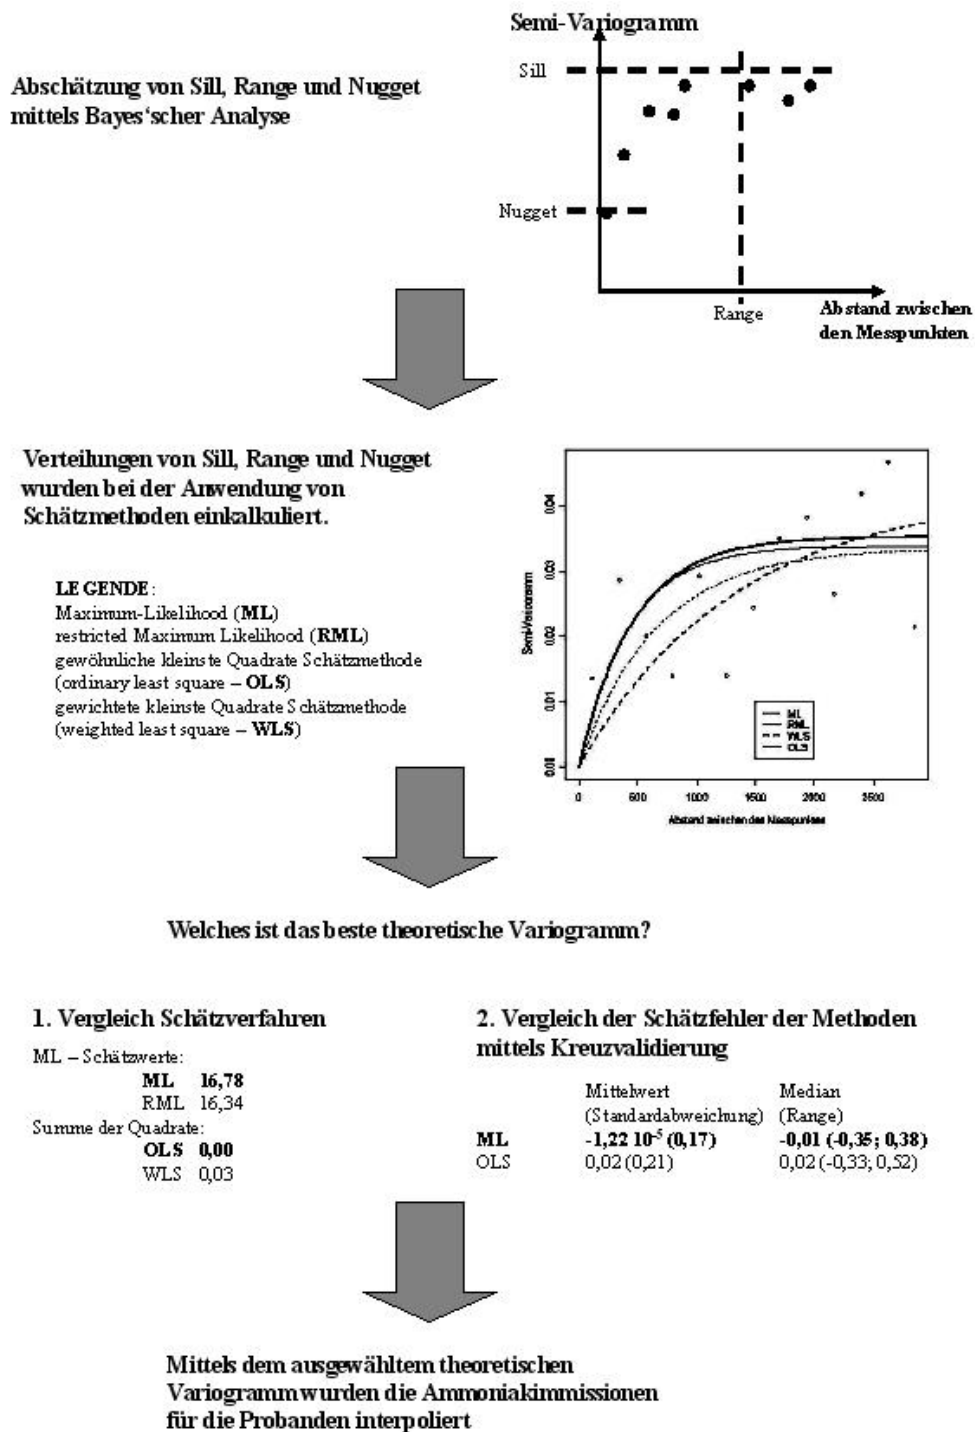 Semi-Variogramm
Abschätzung von Sill, Range und Nugget
mittels Bayes‘scher Analyse
Sill
Nugget
Range
Abstand zwischen
den Messpunkten
Verteilungen von Sill, Range und Nugget
wurden bei der Anwendung von
Schätzmethoden einkalkuliert.
LEGENDE:
Maximum-Likelihood (ML)
restricted Maximum Likelihood (RML)
gewöhnliche kleinste Quadrate Schätzmethode
(ordinary least square – OLS)
gewichtete kleinste Quadrate Schätzmethode
(weighted least square – WLS)
Semi-Variogramm
0.04
0.03
0.02
0.01
ML
RML
WLS
OLS
0 500 1000 1500 2000 2500
Abstand zwischen den Messpunkten
Welches ist das beste theoretische Variogramm?
1. Vergleich Schätzverfahren
ML – Schätzwerte:
ML 16,78
RML 16,34
Summe der Quadrate:
OLS 0,00
WLS 0,03
2. Vergleich der Schätzfehler der Methoden
mittels Kreuzvalidierung
Mittelwert Median
(Standardabweichung) (Range)
ML -1,22 10⁻⁵ (0,17) -0,01 (-0,35; 0,38)
OLS 0,02 (0,21) 0,02 (-0,33; 0,52)
Mittels dem ausgewähltem theoretischen
Variogramm wurden die Ammoniakimmissionen
für die Probanden interpoliert